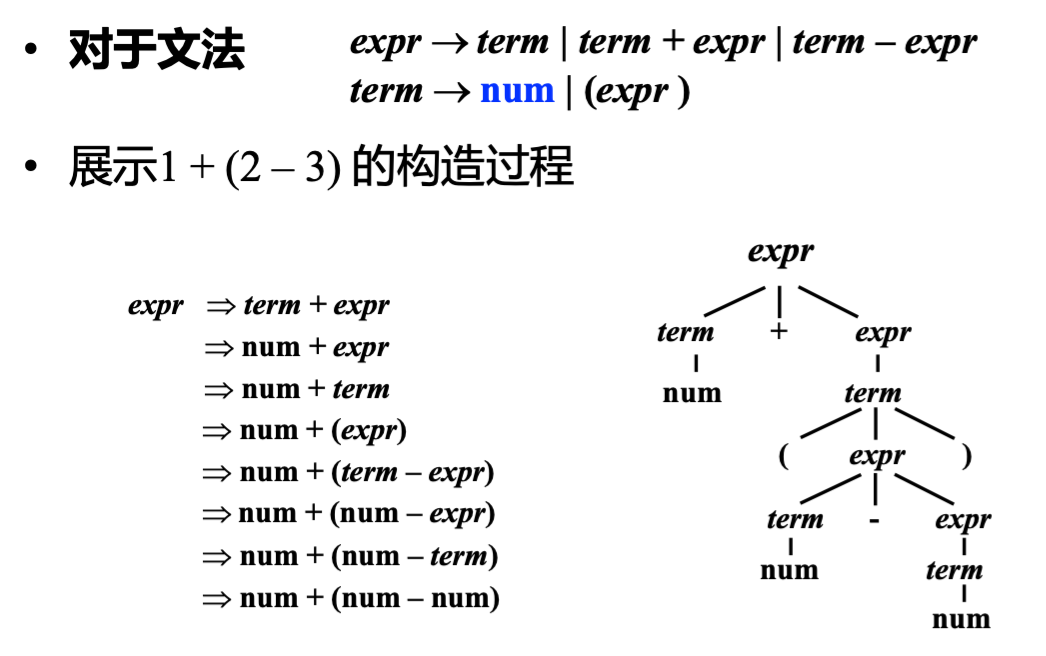 • 对于文法 expr → term | term + expr | term – expr
term → num | (expr )
• 展示1 + (2 – 3) 的构造过程
expr ⇒ term + expr
⇒ num + expr
⇒ num + term
⇒ num + (expr)
⇒ num + (term – expr)
⇒ num + (num – expr)
⇒ num + (num – term)
⇒ num + (num – num)
expr
term + expr
num term
( expr )
term - expr
num term
num